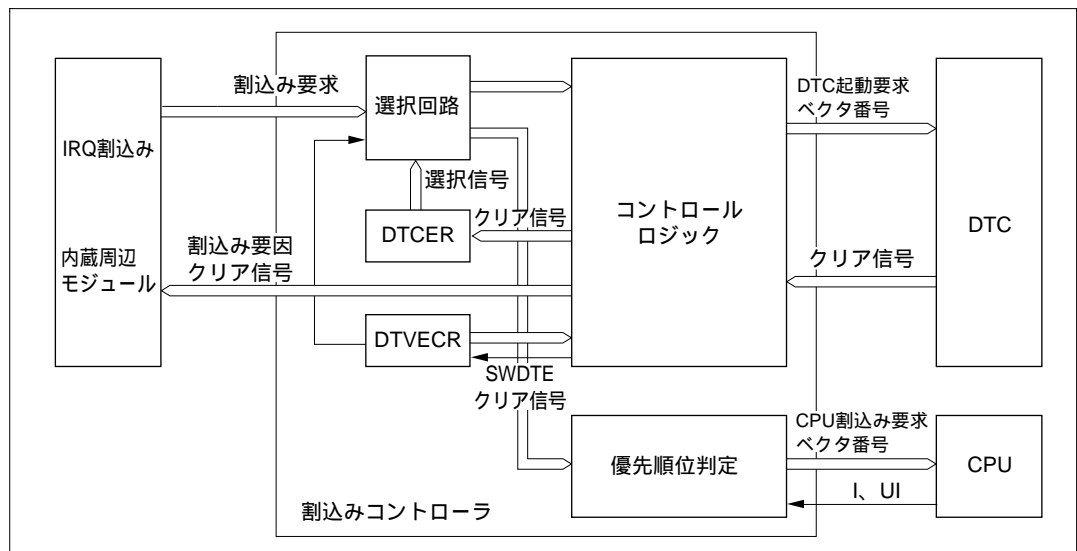 割込み要求
選択回路
DTC起動要求
ベクタ番号
IRQ割込み
選択信号
DTCER
クリア信号
コントロール
ロジック
DTC
内蔵周辺
モジュール
割込み要因
クリア信号
クリア信号
DTVECR
SWDTE
クリア信号
優先順位判定
CPU割込み要求
ベクタ番号
CPU
I、UI
割込みコントローラ